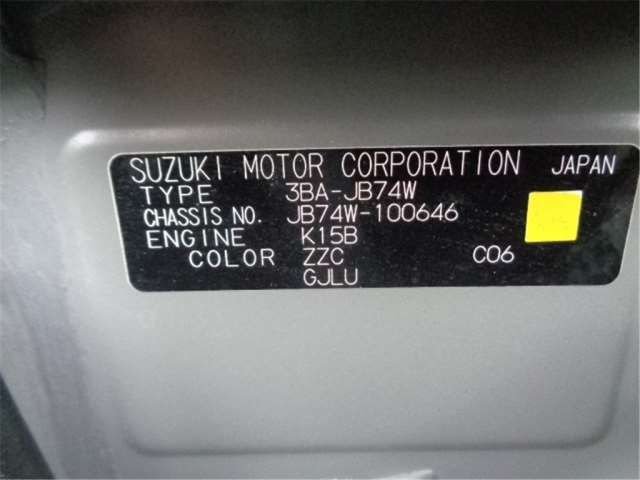 SUZUKI MOTOR CORPORATION JAPAN
TYPE 3BA-JB74W
CHASSIS NO. JB74W-100646
ENGINE K15B
COLOR ZZC C06
GJLU